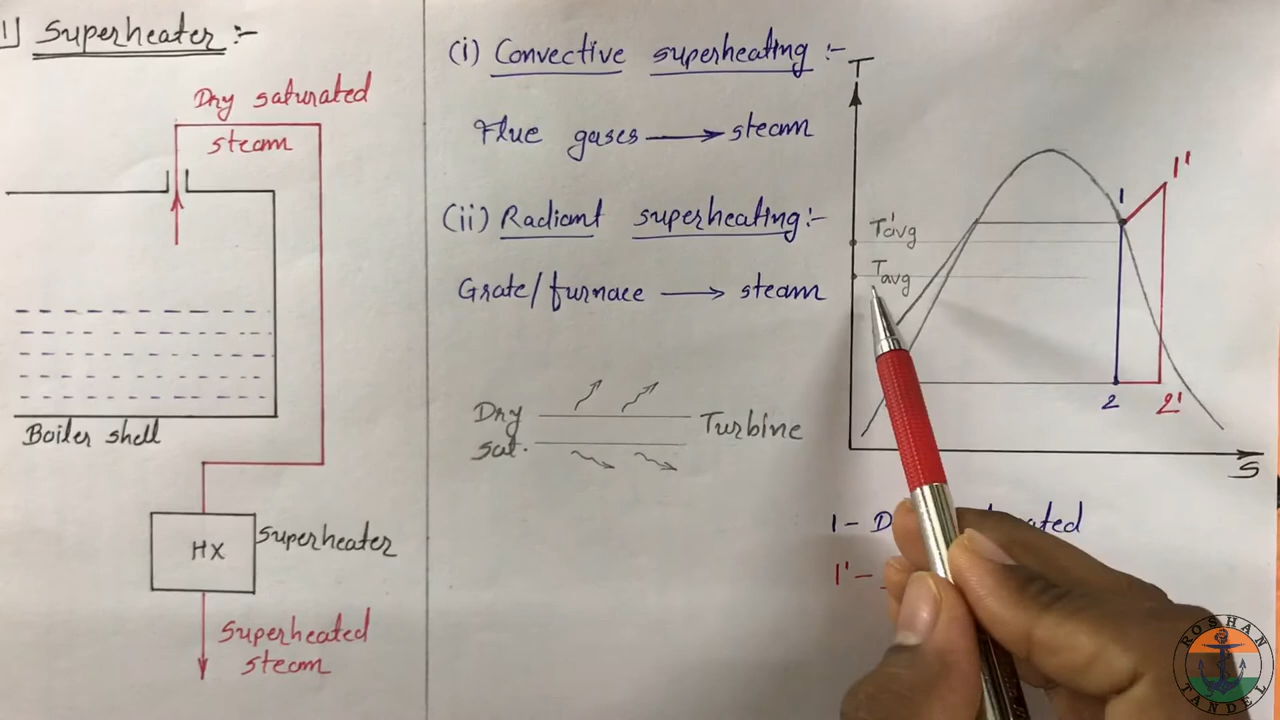 1) Superheater :-
Dry saturated
steam
Boiler shell
HX
Superheater
Superheated
steam
(i) Convective superheating :-
Flue gases → steam
(ii) Radiant superheating :-
Grate/furnace → steam
Dry
sat.
Turbine
T
1'
1
T'avg
Tavg
2
2'
S
1 - D ated
1' -
ROSHAN
TANDEL